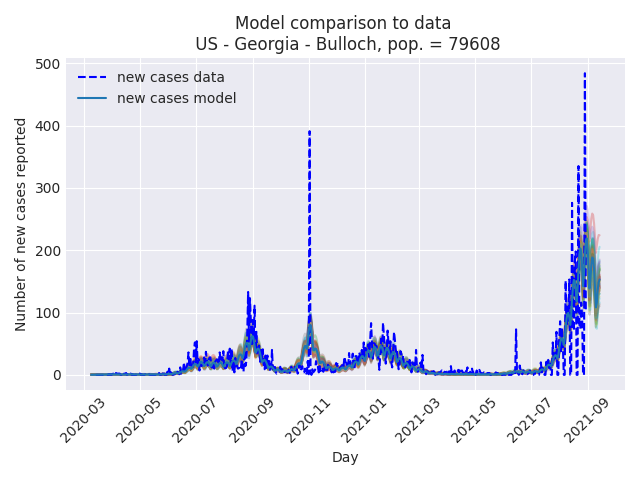 Model comparison to data
US - Georgia - Bulloch, pop. = 79608
new cases data
new cases model
Number of new cases reported
500
400
300
200
100
0
2020-03
2020-05
2020-07
2020-09
2020-11
2021-01
2021-03
2021-05
2021-07
2021-09
Day